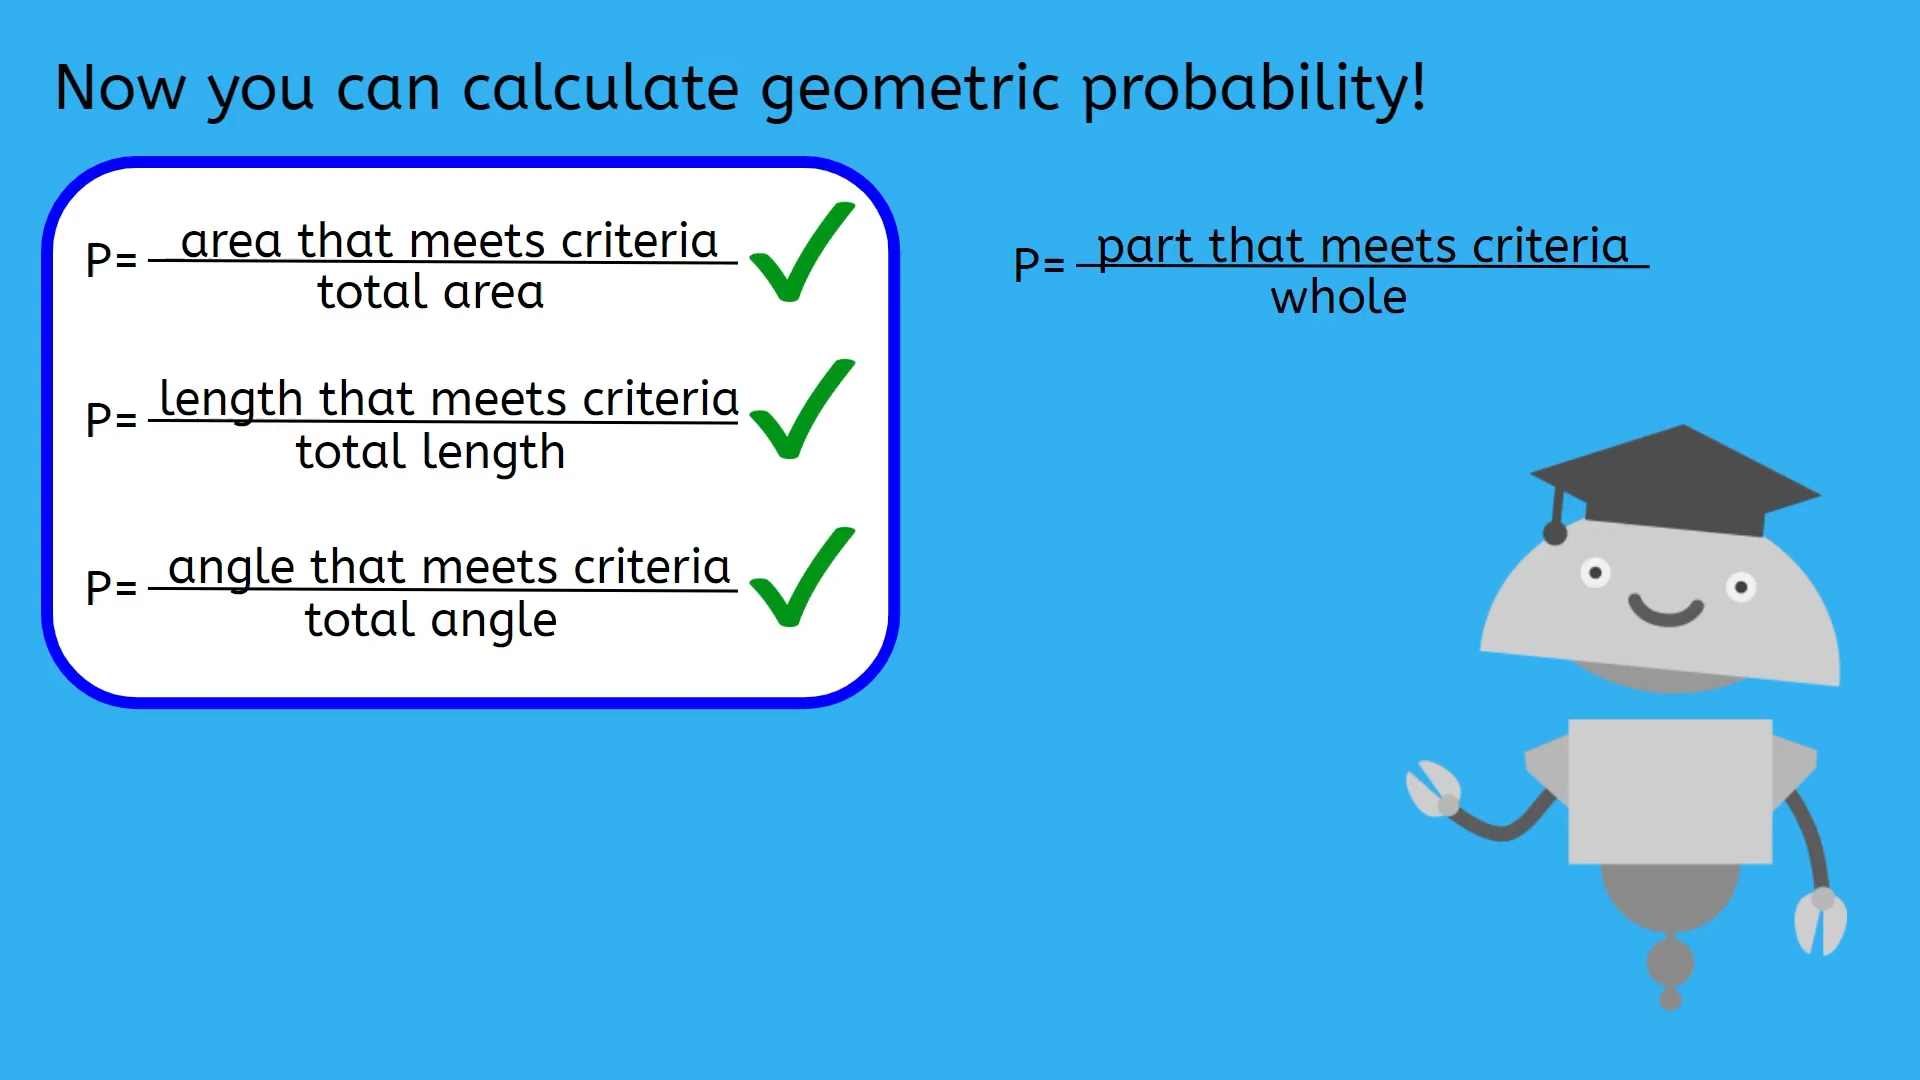 Now you can calculate geometric probability!
P= area that meets criteria
total area
P= length that meets criteria
total length
P= angle that meets criteria
total angle
P= part that meets criteria
whole